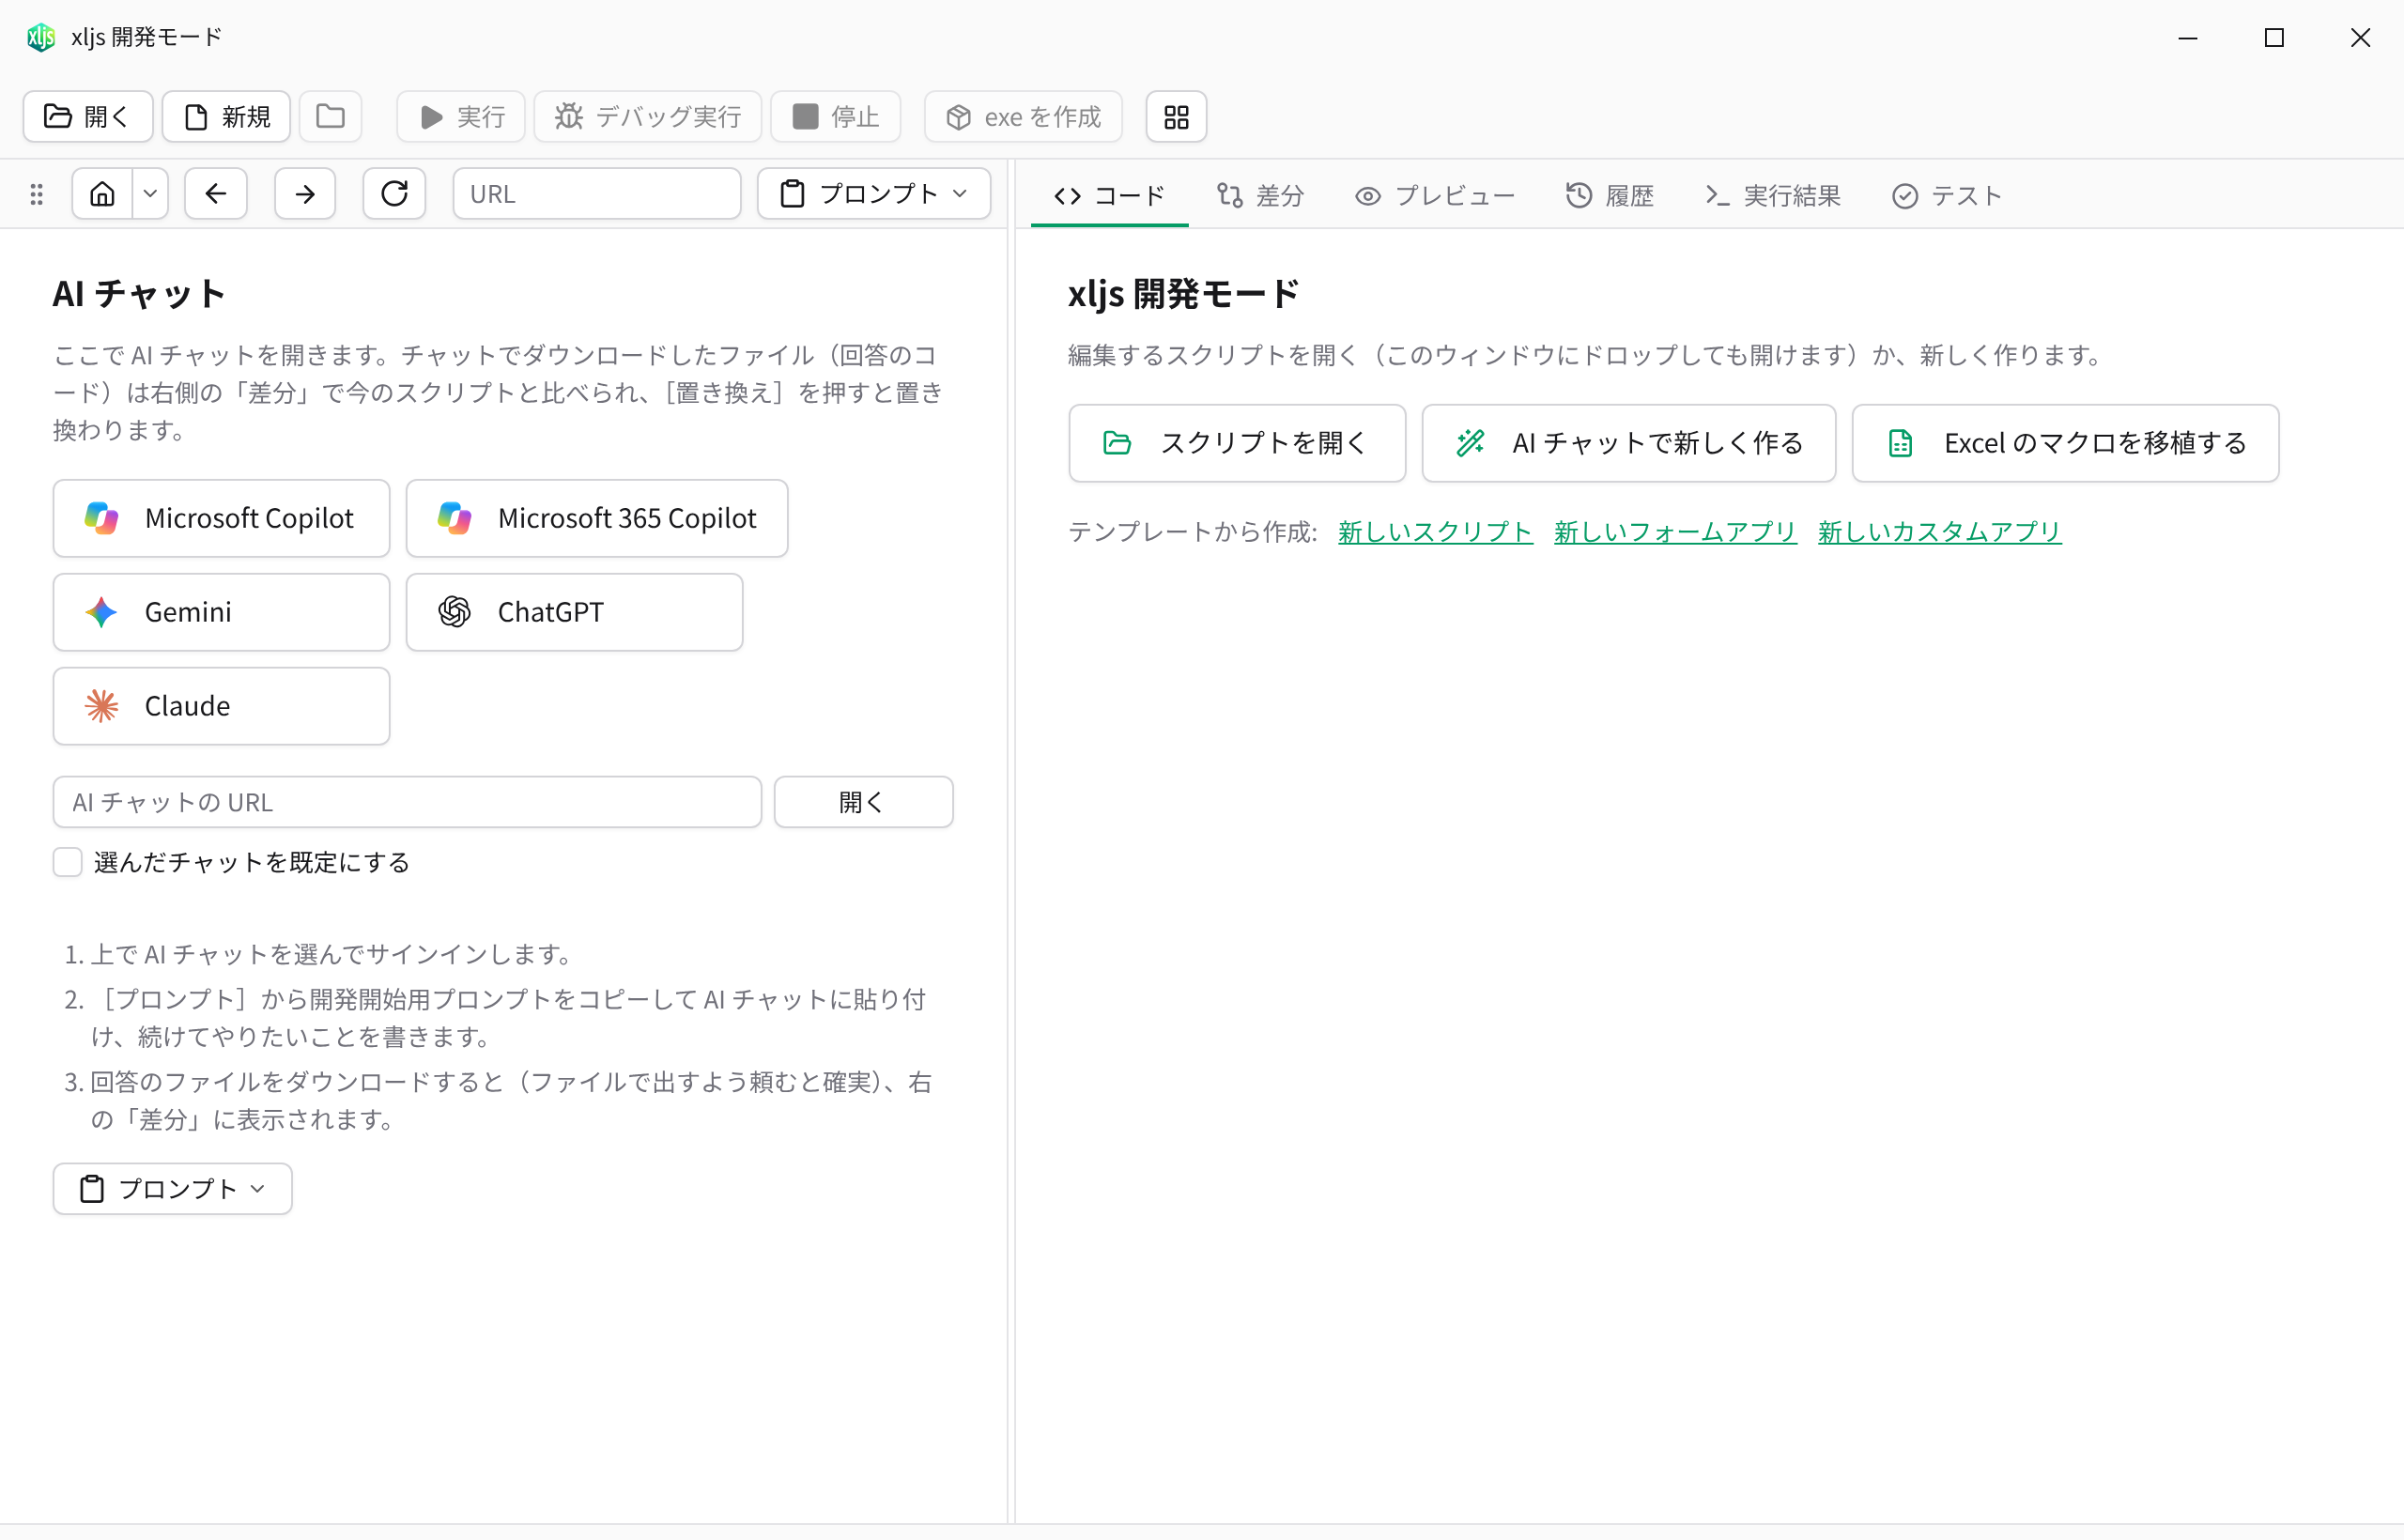 xljs xljs 開発モード
開く 新規 実行 デバッグ実行 停止 exe を作成
URL プロンプト
コード 差分 プレビュー 履歴 実行結果 テスト
AI チャット
ここで AI チャットを開きます。チャットでダウンロードしたファイル（回答のコ
ード）は右側の「差分」で今のスクリプトと比べられ、［置き換え］を押すと置き
換わります。
Microsoft Copilot Microsoft 365 Copilot
Gemini ChatGPT
Claude
AI チャットの URL 開く
選んだチャットを既定にする
1. 上で AI チャットを選んでサインインします。
2. ［プロンプト］から開発開始用プロンプトをコピーして AI チャットに貼り付
け、続けてやりたいことを書きます。
3. 回答のファイルをダウンロードすると（ファイルで出すよう頼むと確実）、右
の「差分」に表示されます。
プロンプト
xljs 開発モード
編集するスクリプトを開く（このウィンドウにドロップしても開けます）か、新しく作ります。
スクリプトを開く AI チャットで新しく作る Excel のマクロを移植する
テンプレートから作成: 新しいスクリプト 新しいフォームアプリ 新しいカスタムアプリ